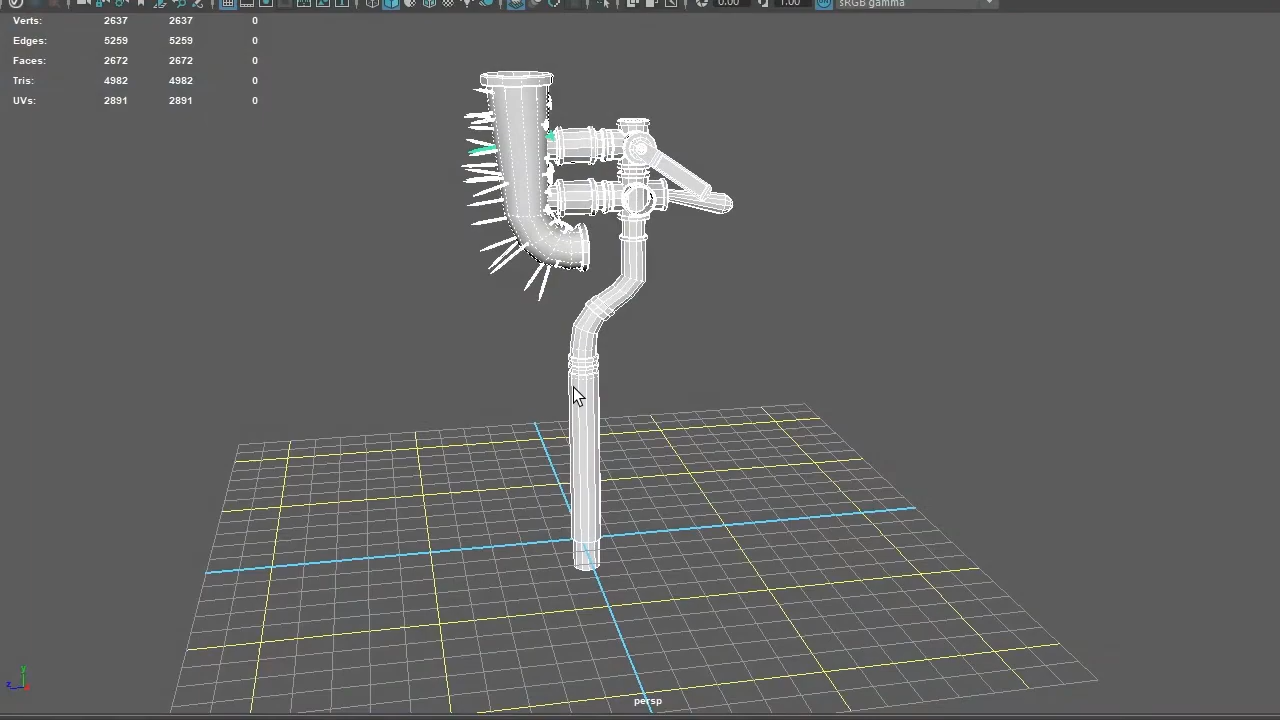 0.00 1.00 sRGB gamma
Verts: 2637 2637 0
Edges: 5259 5259 0
Faces: 2672 2672 0
Tris: 4982 4982 0
UVs: 2891 2891 0
y
z
persp